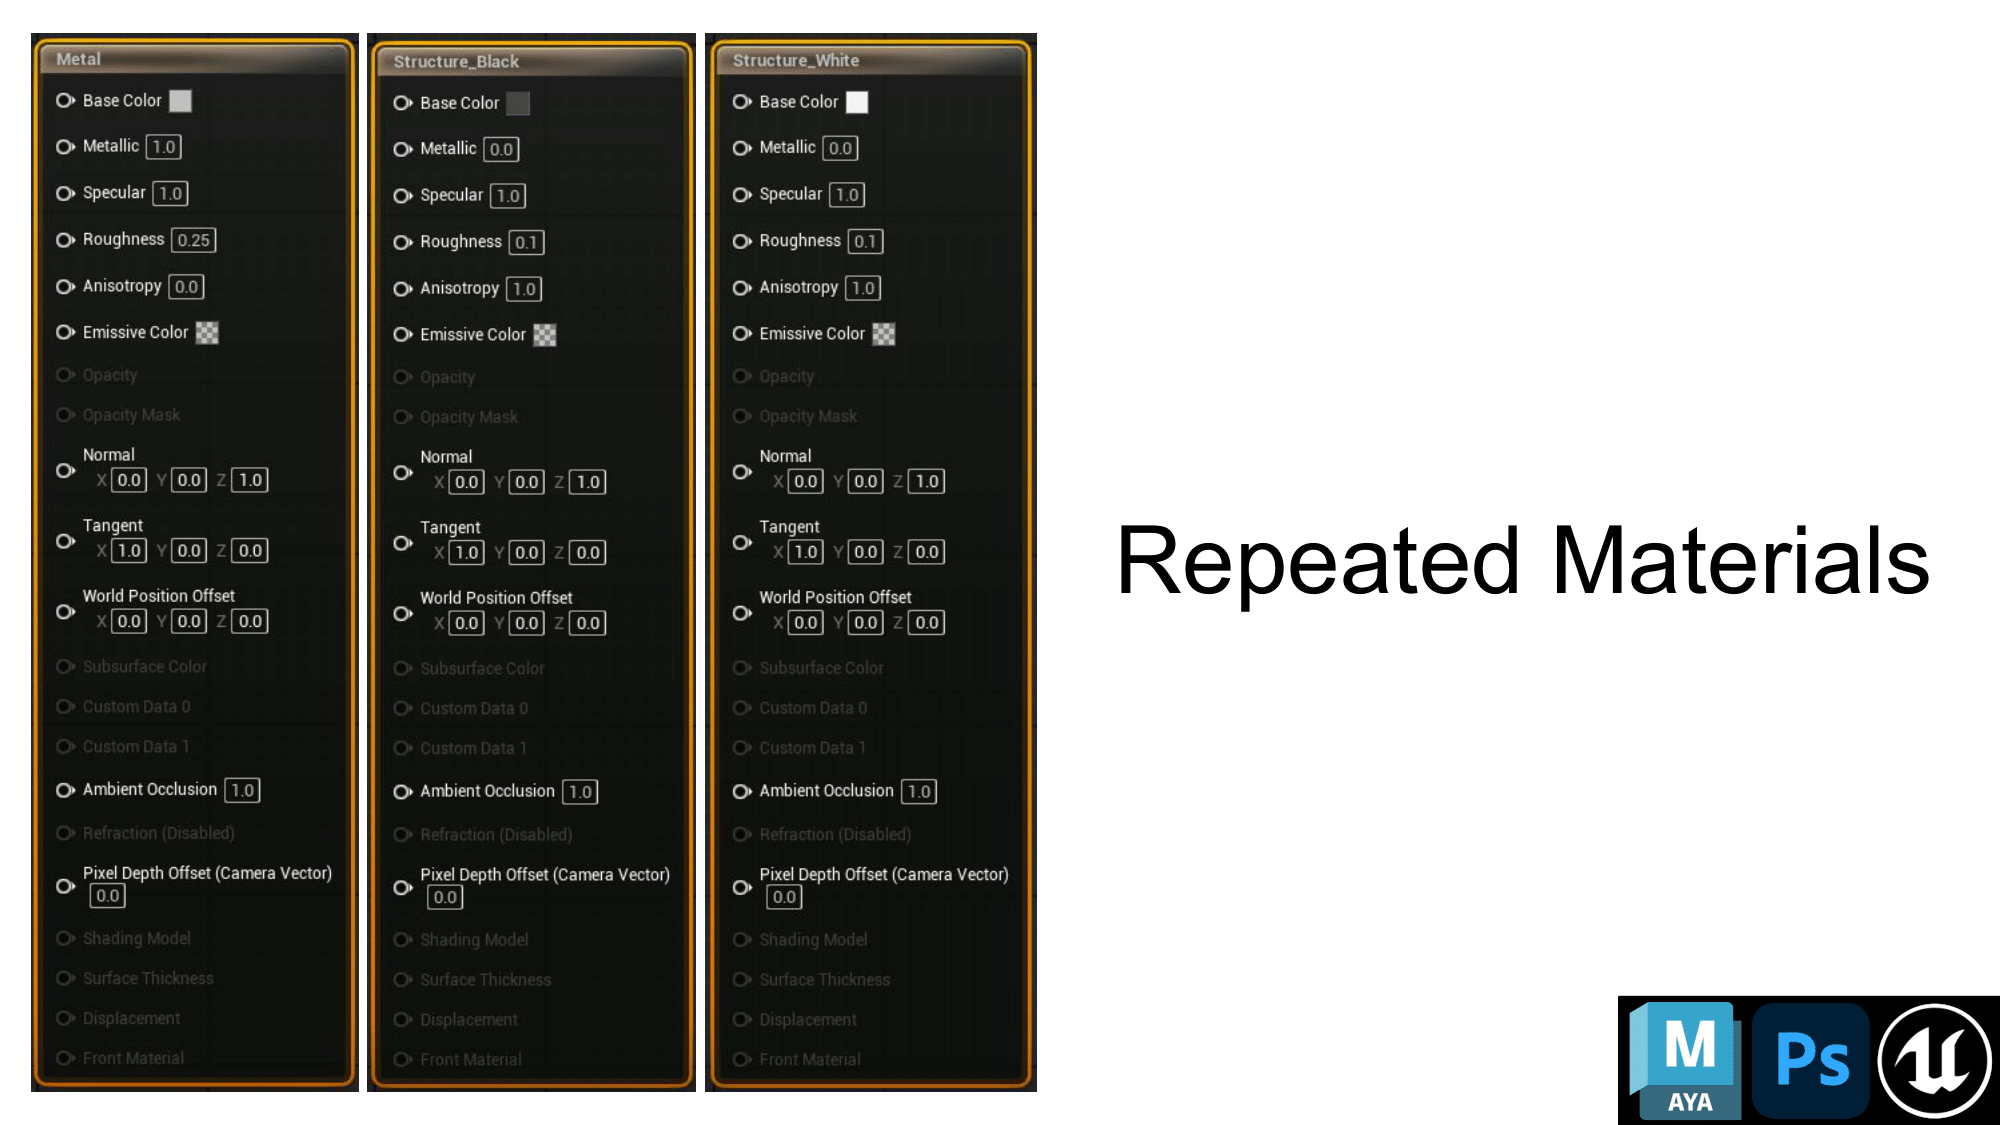 Metal
Base Color
Metallic 1.0
Specular 1.0
Roughness 0.25
Anisotropy 0.0
Emissive Color
Opacity
Opacity Mask
Normal
X 0.0 Y 0.0 Z 1.0
Tangent
X 1.0 Y 0.0 Z 0.0
World Position Offset
X 0.0 Y 0.0 Z 0.0
Subsurface Color
Custom Data 0
Custom Data 1
Ambient Occlusion 1.0
Refraction (Disabled)
Pixel Depth Offset (Camera Vector)
0.0
Shading Model
Surface Thickness
Displacement
Front Material
Structure_Black
Base Color
Metallic 0.0
Specular 1.0
Roughness 0.1
Anisotropy 1.0
Emissive Color
Opacity
Opacity Mask
Normal
X 0.0 Y 0.0 Z 1.0
Tangent
X 1.0 Y 0.0 Z 0.0
World Position Offset
X 0.0 Y 0.0 Z 0.0
Subsurface Color
Custom Data 0
Custom Data 1
Ambient Occlusion 1.0
Refraction (Disabled)
Pixel Depth Offset (Camera Vector)
0.0
Shading Model
Surface Thickness
Displacement
Front Material
Structure_White
Base Color
Metallic 0.0
Specular 1.0
Roughness 0.1
Anisotropy 1.0
Emissive Color
Opacity
Opacity Mask
Normal
X 0.0 Y 0.0 Z 1.0
Tangent
X 1.0 Y 0.0 Z 0.0
World Position Offset
X 0.0 Y 0.0 Z 0.0
Subsurface Color
Custom Data 0
Custom Data 1
Ambient Occlusion 1.0
Refraction (Disabled)
Pixel Depth Offset (Camera Vector)
0.0
Shading Model
Surface Thickness
Displacement
Front Material
Repeated Materials
M
AYA
Ps
U